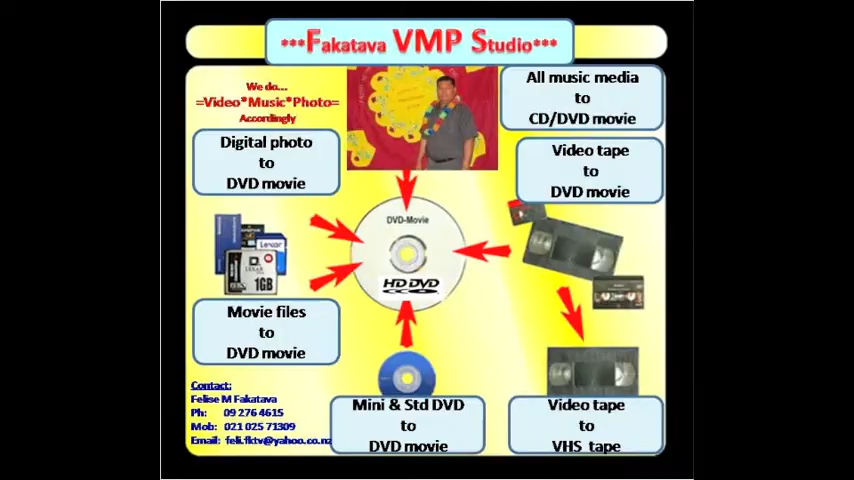 ***Fakatava VMP Studio***
We do...
=Video*Music*Photo=
Accordingly
All music media
to
CD/DVD movie
Digital photo
to
DVD movie
Video tape
to
DVD movie
DVD-Movie
HD DVD
Lexar
LEXAR
1GB
Movie files
to
DVD movie
Contact:
Felise M Fakatava
Ph: 09 276 4615
Mob: 021 025 71309
Email: feli.fktv@yahoo.co.nz
Mini & Std DVD
to
DVD movie
Video tape
to
VHS tape